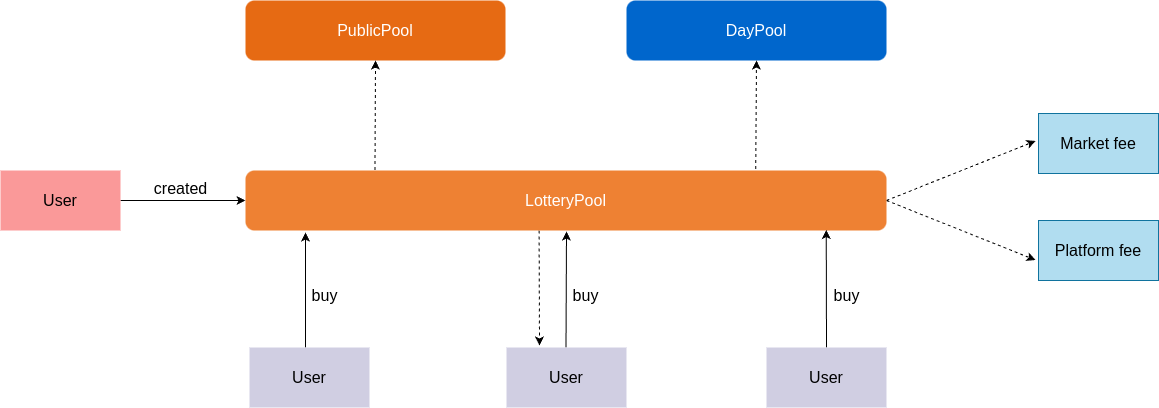 PublicPool
DayPool
Market fee
created
User
LotteryPool
Platform fee
buy
buy
buy
User
User
User